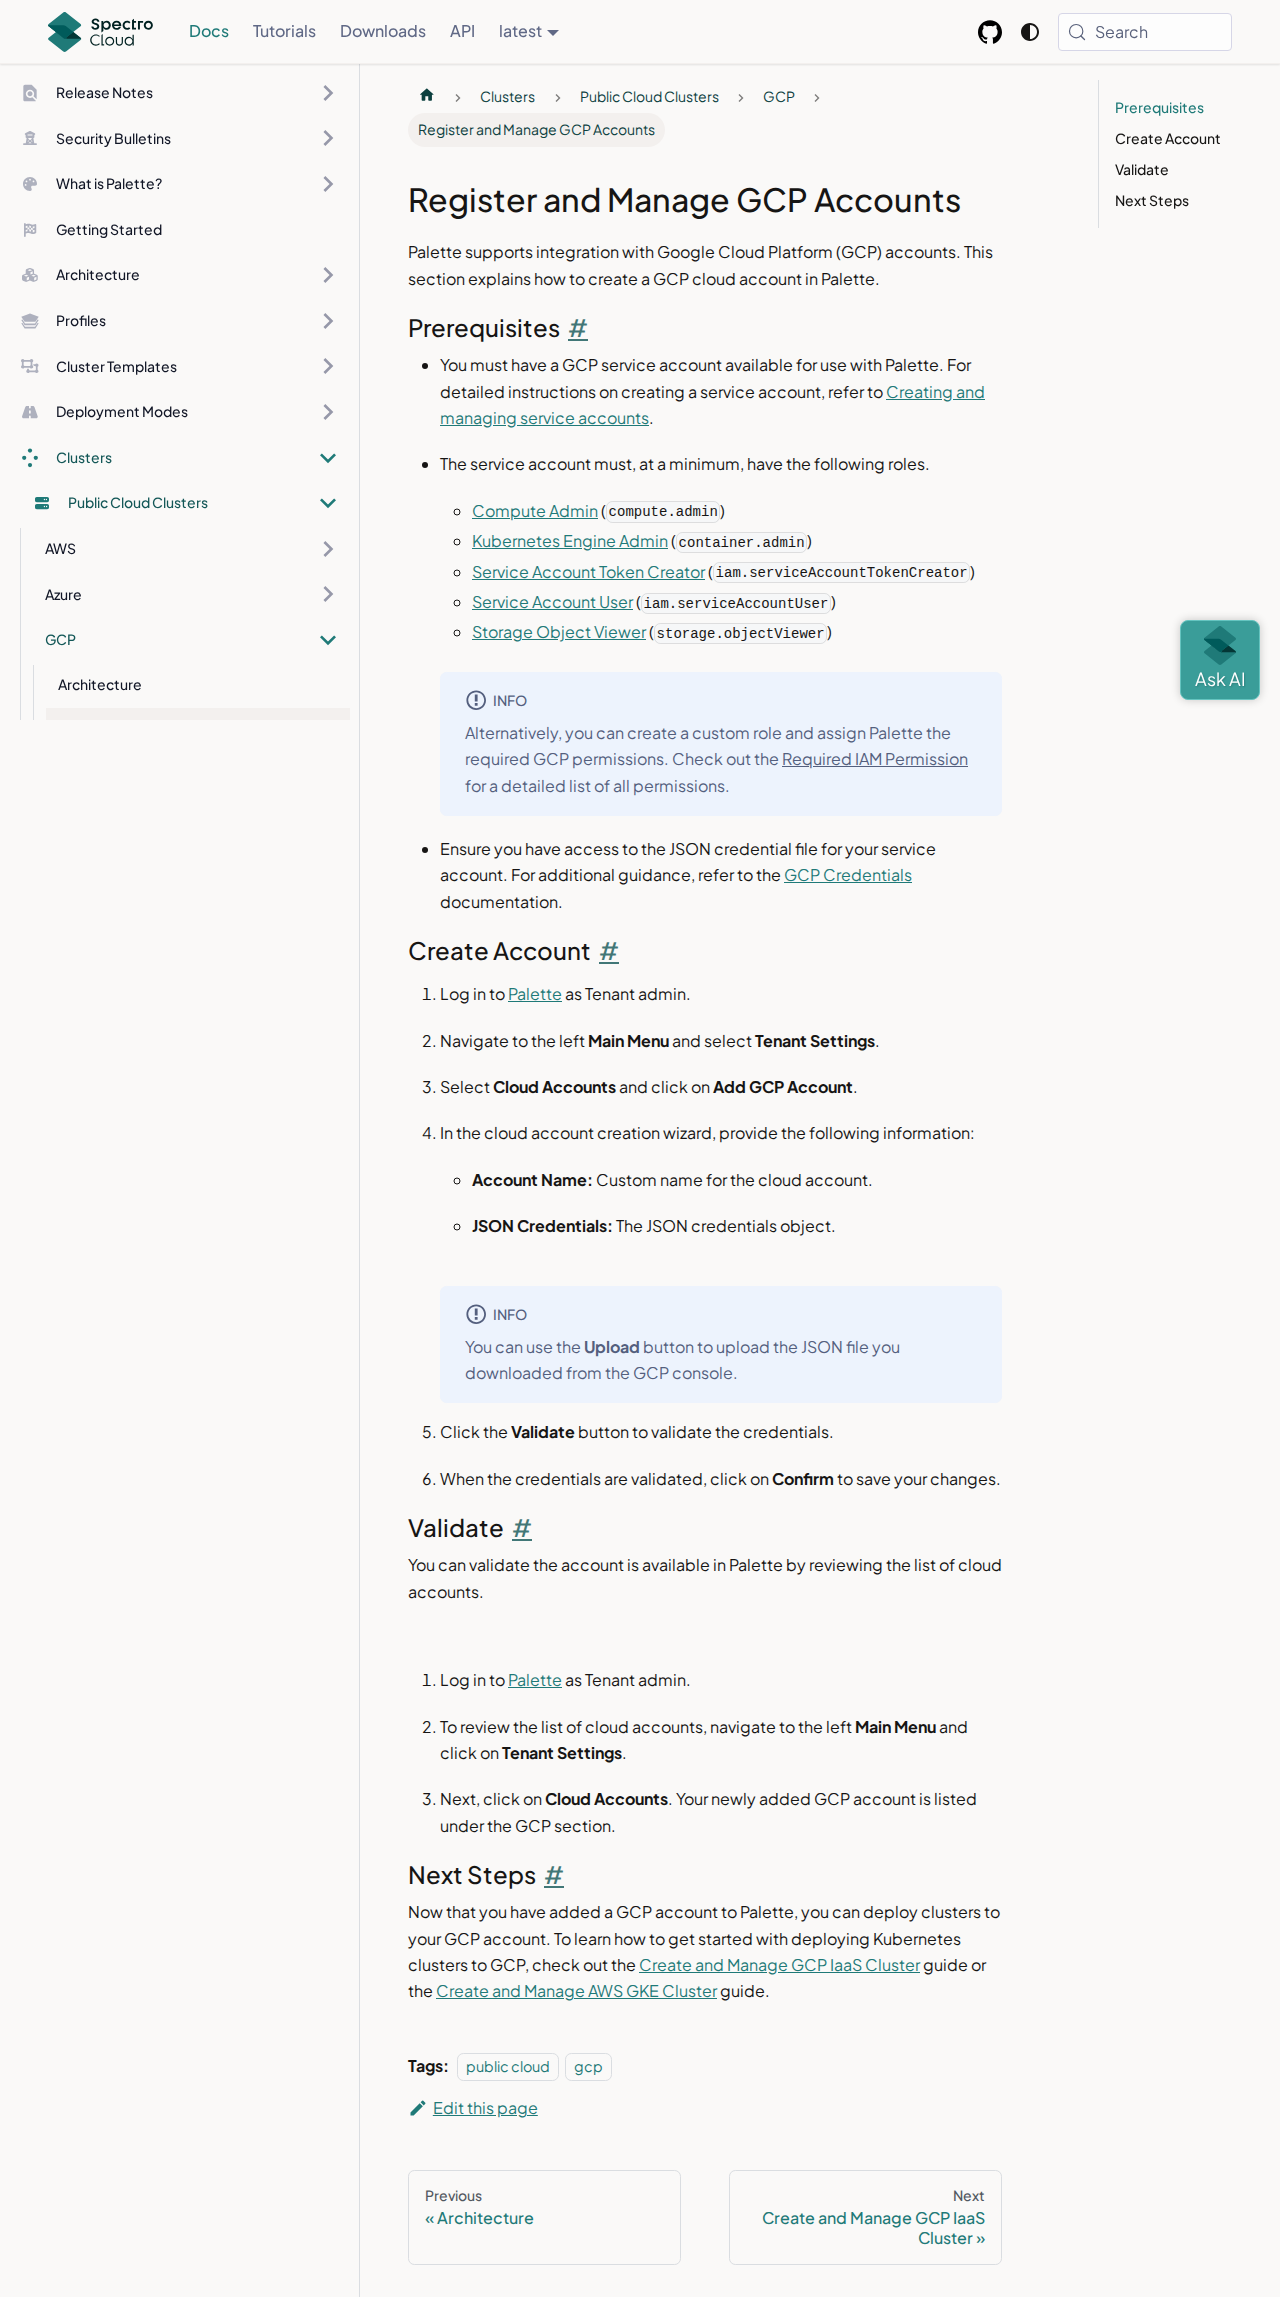 Spectro
Cloud
Docs
Tutorials
Downloads
API
latest
Search
Release Notes
Security Bulletins
What is Palette?
Getting Started
Architecture
Profiles
Cluster Templates
Deployment Modes
Clusters
Public Cloud Clusters
AWS
Azure
GCP
Architecture
Clusters
Public Cloud Clusters
GCP
Register and Manage GCP Accounts
Register and Manage GCP Accounts
Palette supports integration with Google Cloud Platform (GCP) accounts. This
section explains how to create a GCP cloud account in Palette.
Prerequisites #
You must have a GCP service account available for use with Palette. For
detailed instructions on creating a service account, refer to Creating and
managing service accounts.
The service account must, at a minimum, have the following roles.
Compute Admin (compute.admin)
Kubernetes Engine Admin (container.admin)
Service Account Token Creator (iam.serviceAccountTokenCreator)
Service Account User (iam.serviceAccountUser)
Storage Object Viewer (storage.objectViewer)
INFO
Alternatively, you can create a custom role and assign Palette the
required GCP permissions. Check out the Required IAM Permission
for a detailed list of all permissions.
Ensure you have access to the JSON credential file for your service
account. For additional guidance, refer to the GCP Credentials
documentation.
Create Account #
1. Log in to Palette as Tenant admin.
2. Navigate to the left Main Menu and select Tenant Settings.
3. Select Cloud Accounts and click on Add GCP Account.
4. In the cloud account creation wizard, provide the following information:
Account Name: Custom name for the cloud account.
JSON Credentials: The JSON credentials object.
INFO
You can use the Upload button to upload the JSON file you
downloaded from the GCP console.
5. Click the Validate button to validate the credentials.
6. When the credentials are validated, click on Confirm to save your changes.
Validate #
You can validate the account is available in Palette by reviewing the list of cloud
accounts.
1. Log in to Palette as Tenant admin.
2. To review the list of cloud accounts, navigate to the left Main Menu and
click on Tenant Settings.
3. Next, click on Cloud Accounts. Your newly added GCP account is listed
under the GCP section.
Next Steps #
Now that you have added a GCP account to Palette, you can deploy clusters to
your GCP account. To learn how to get started with deploying Kubernetes
clusters to GCP, check out the Create and Manage GCP IaaS Cluster guide or
the Create and Manage AWS GKE Cluster guide.
Tags: public cloud gcp
Edit this page
Previous
« Architecture
Next
Create and Manage GCP IaaS
Cluster »
Prerequisites
Create Account
Validate
Next Steps
Ask AI